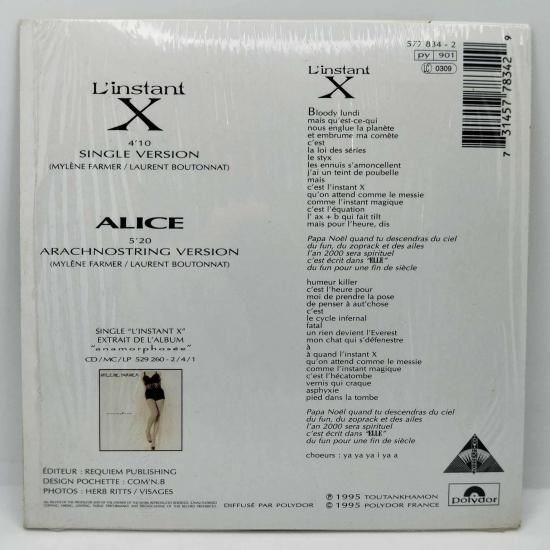 L'instant
X
4'10
SINGLE VERSION
(MYLÈNE FARMER / LAURENT BOUTONNAT)
ALICE
5'20
ARACHNOSTRING VERSION
(MYLÈNE FARMER / LAURENT BOUTONNAT)
SINGLE "L'INSTANT X"
EXTRAIT DE L'ALBUM
"anamorphosée"
CD/MC/LP 529 260-2/4/1
MYLENE FARMER
ÉDITEUR : REQUIEM PUBLISHING
DESIGN POCHETTE : COM'N.B
PHOTOS : HERB RITTS / VISAGES
DIFFUSÉ PAR POLYDOR
577 834 - 2
PY 901
LC 0309
7 31457 78342 9
L'instant
X
Bloody lundi
mais qu'est-ce-qui
nous englue la planète
et embrume ma comète
c'est
la loi des séries
le styx
les ennuis s'amoncellent
j'ai un teint de poubelle
mais
c'est l'instant X
qu'on attend comme le messie
comme l'instant magique
c'est l'équation
l' ax + b qui fait tilt
mais pour l'heure, dis
Papa Noël quand tu descendras du ciel
du fun, du zoprack et des ailes
l'an 2000 sera spirituel
c'est écrit dans "ELLE"
du fun pour une fin de siècle
humeur killer
c'est l'heure pour
moi de prendre la pose
de penser à aut'chose
c'est
le cycle infernal
fatal
un rien devient l'Everest
mon chat qui s'défenestre
à
à quand l'instant X
qu'on attend comme le messie
comme l'instant magique
c'est l'hécatombe
vernis qui craque
asphyxie
pied dans la tombe
Papa Noël quand tu descendras du ciel
du fun, du zoprack et des ailes
l'an 2000 sera spirituel
c'est écrit dans "ELLE"
du fun pour une fin de siècle
choeurs : ya ya ya i ya a
℗ 1995 TOUTANKHAMON
© 1995 POLYDOR FRANCE
polydor